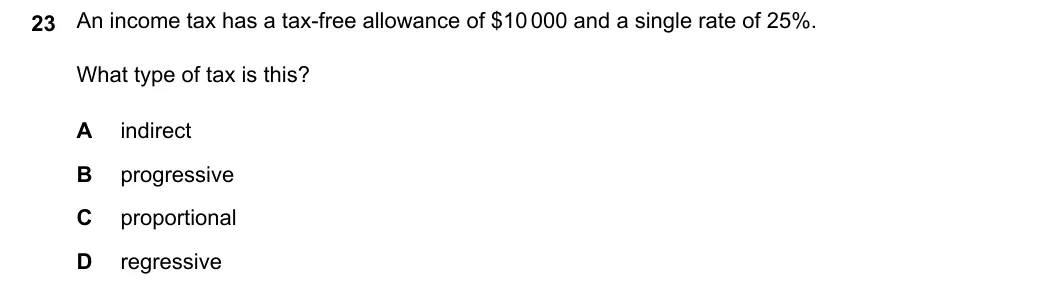 23 An income tax has a tax-free allowance of $10 000 and a single rate of 25%.
What type of tax is this?
A indirect
B progressive
C proportional
D regressive